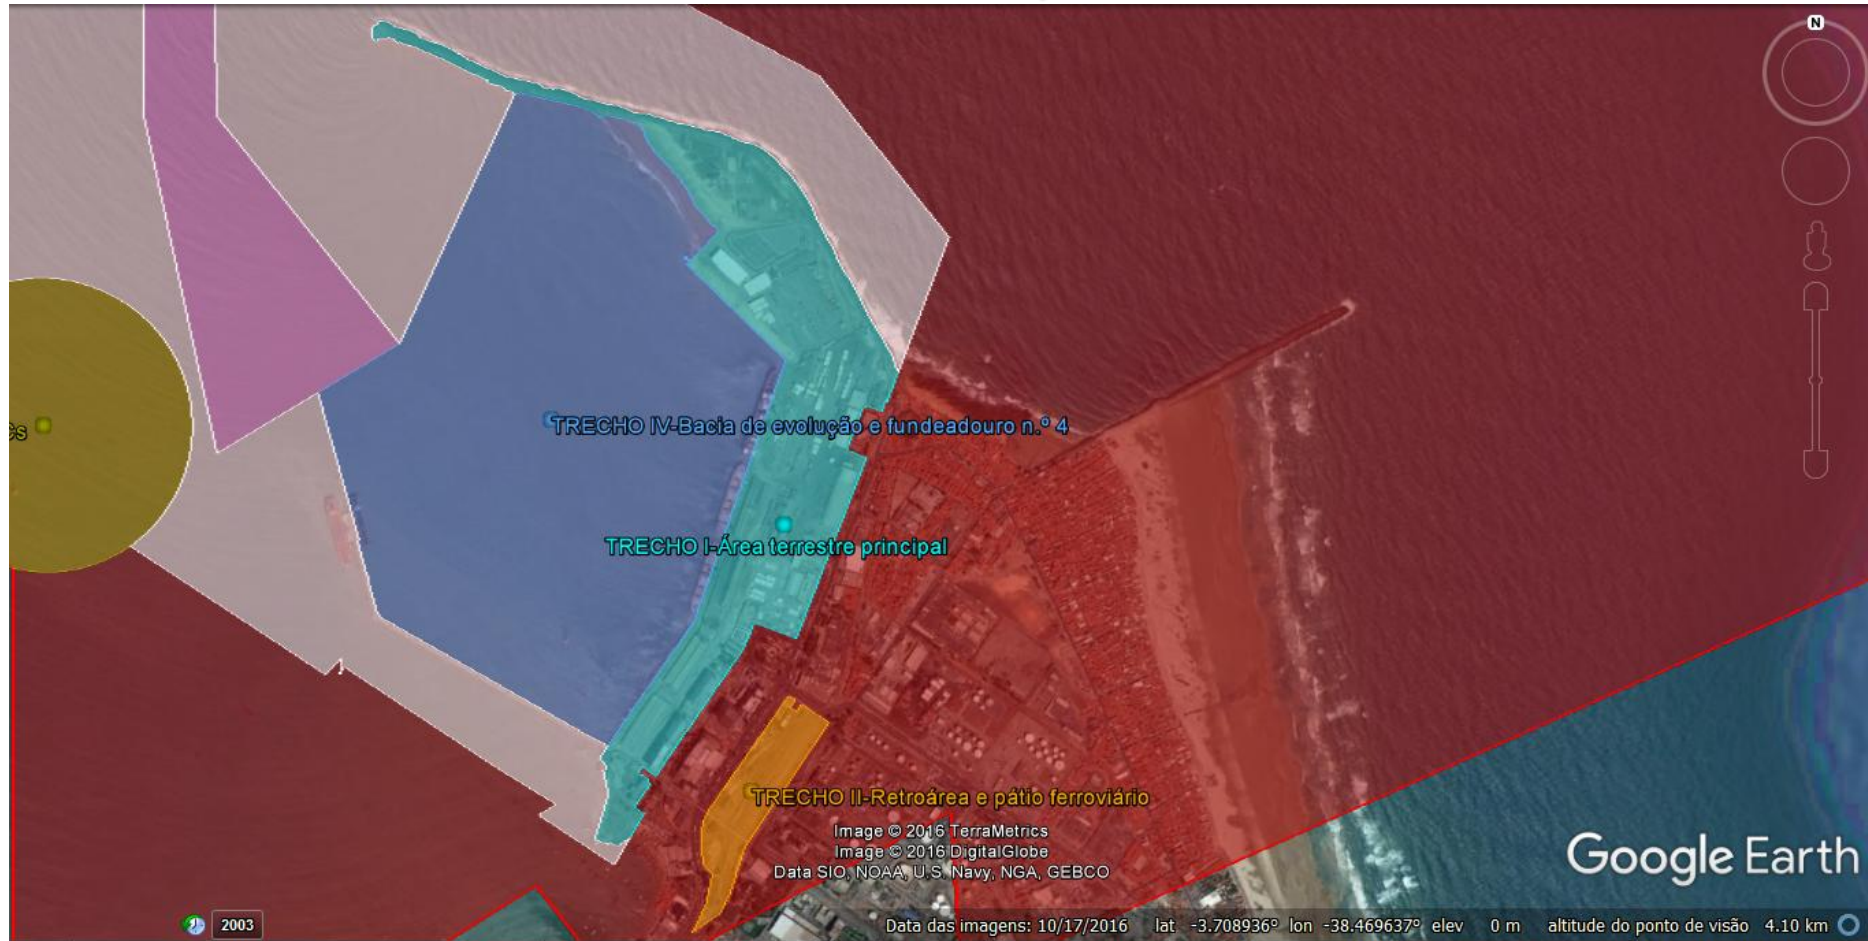 N
TRECHO IV-Bacia de evolução e fundeadouro n.º 4
TRECHO I-Área terrestre principal
TRECHO II-Retroárea e pátio ferroviário
Image © 2016 TerraMetrics
Image © 2016 DigitalGlobe
Data SIO, NOAA, U.S. Navy, NGA, GEBCO
Google Earth
2003
Data das imagens: 10/17/2016 lat -3.708936° lon -38.469637° elev 0 m altitude do ponto de visão 4.10 km